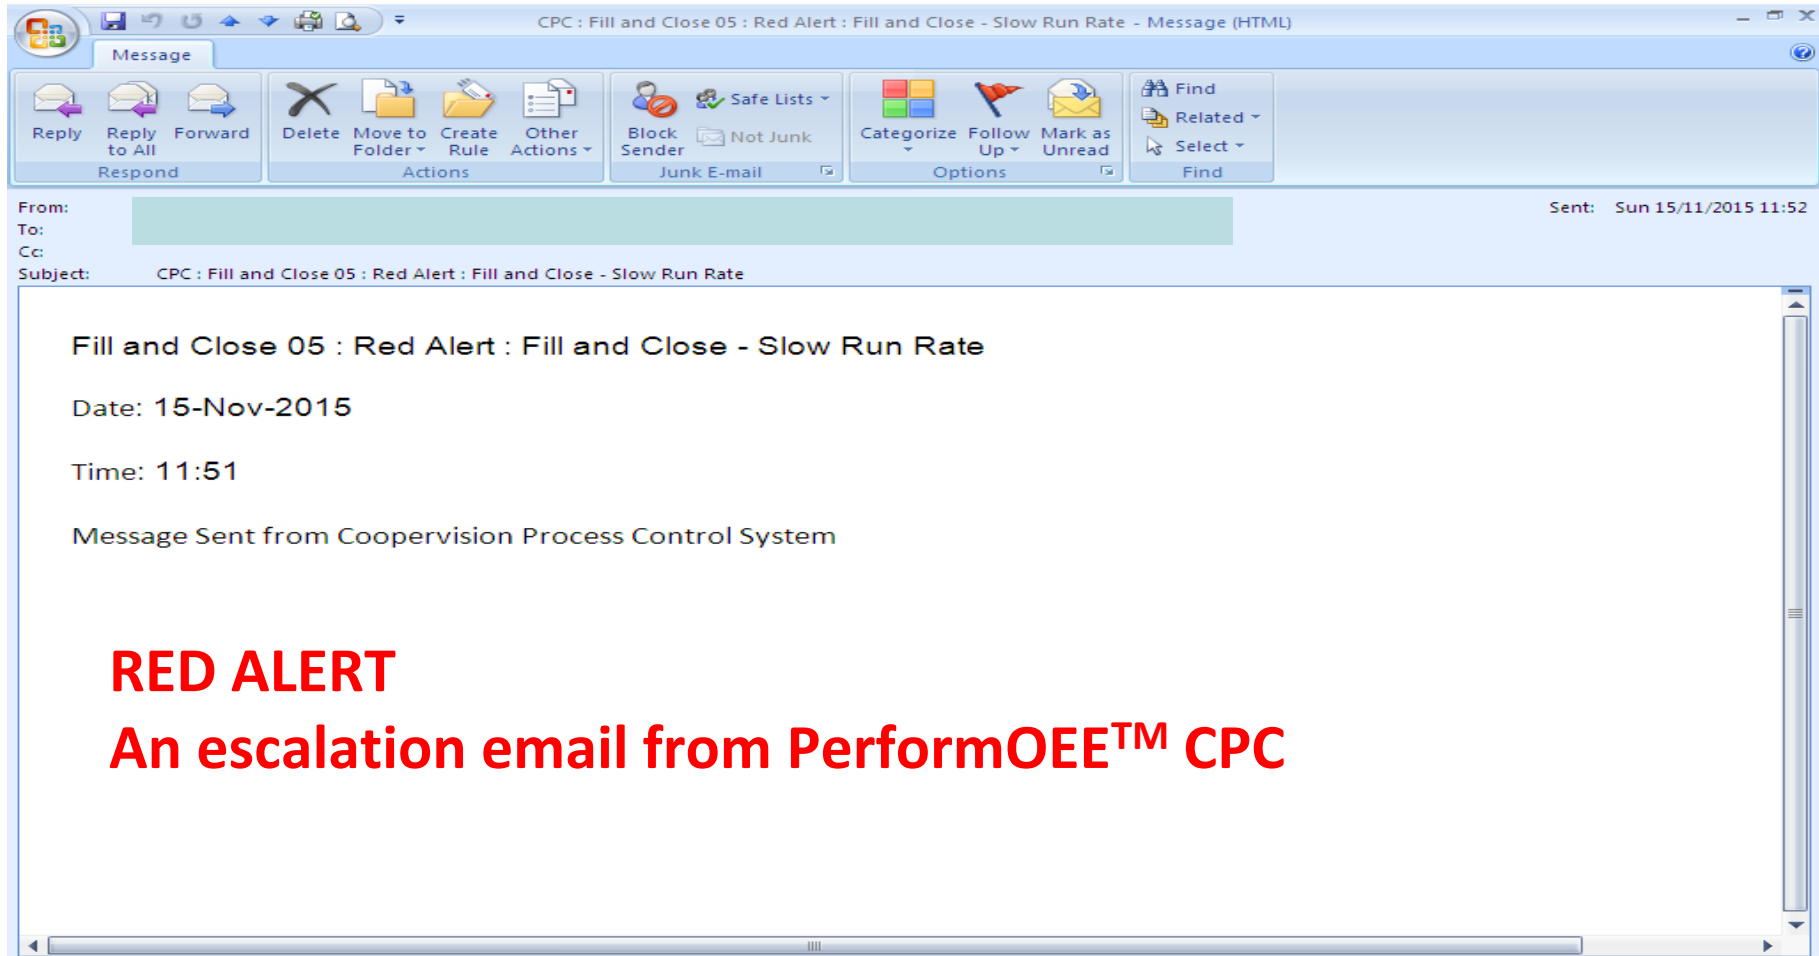 CPC : Fill and Close 05 : Red Alert : Fill and Close - Slow Run Rate - Message (HTML)
Message
Reply
Reply to All
Forward
Respond
Delete
Move to Folder
Create Rule
Other Actions
Actions
Block Sender
Safe Lists
Not Junk
Junk E-mail
Categorize
Follow Up
Mark as Unread
Options
Find
Related
Select
Find
From:
Sent: Sun 15/11/2015 11:52
To:
Cc:
Subject: CPC : Fill and Close 05 : Red Alert : Fill and Close - Slow Run Rate
Fill and Close 05 : Red Alert : Fill and Close - Slow Run Rate
Date: 15-Nov-2015
Time: 11:51
Message Sent from Coopervision Process Control System
RED ALERT
An escalation email from PerformOEE™ CPC